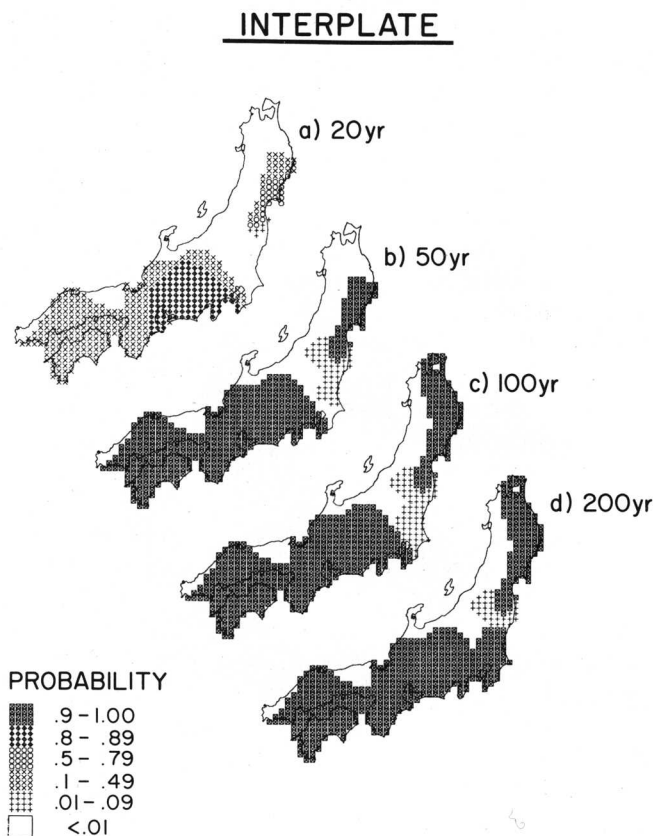 INTERPLATE
a) 20yr
b) 50yr
c) 100yr
d) 200yr
PROBABILITY
.9-1.00
.8 - .89
.5 - .79
.1 - .49
.01-.09
<.01